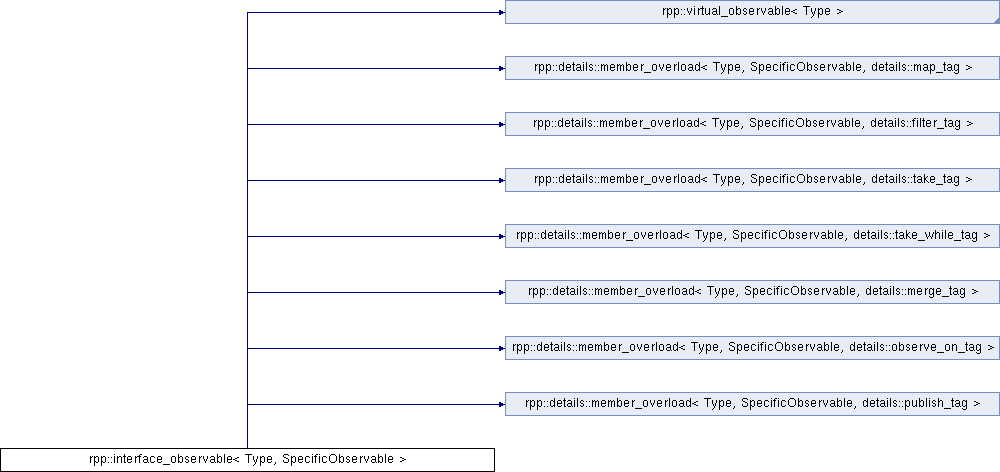 rpp::virtual_observable< Type >
rpp::details::member_overload< Type, SpecificObservable, details::map_tag >
rpp::details::member_overload< Type, SpecificObservable, details::filter_tag >
rpp::details::member_overload< Type, SpecificObservable, details::take_tag >
rpp::details::member_overload< Type, SpecificObservable, details::take_while_tag >
rpp::details::member_overload< Type, SpecificObservable, details::merge_tag >
rpp::details::member_overload< Type, SpecificObservable, details::observe_on_tag >
rpp::details::member_overload< Type, SpecificObservable, details::publish_tag >
rpp::interface_observable< Type, SpecificObservable >